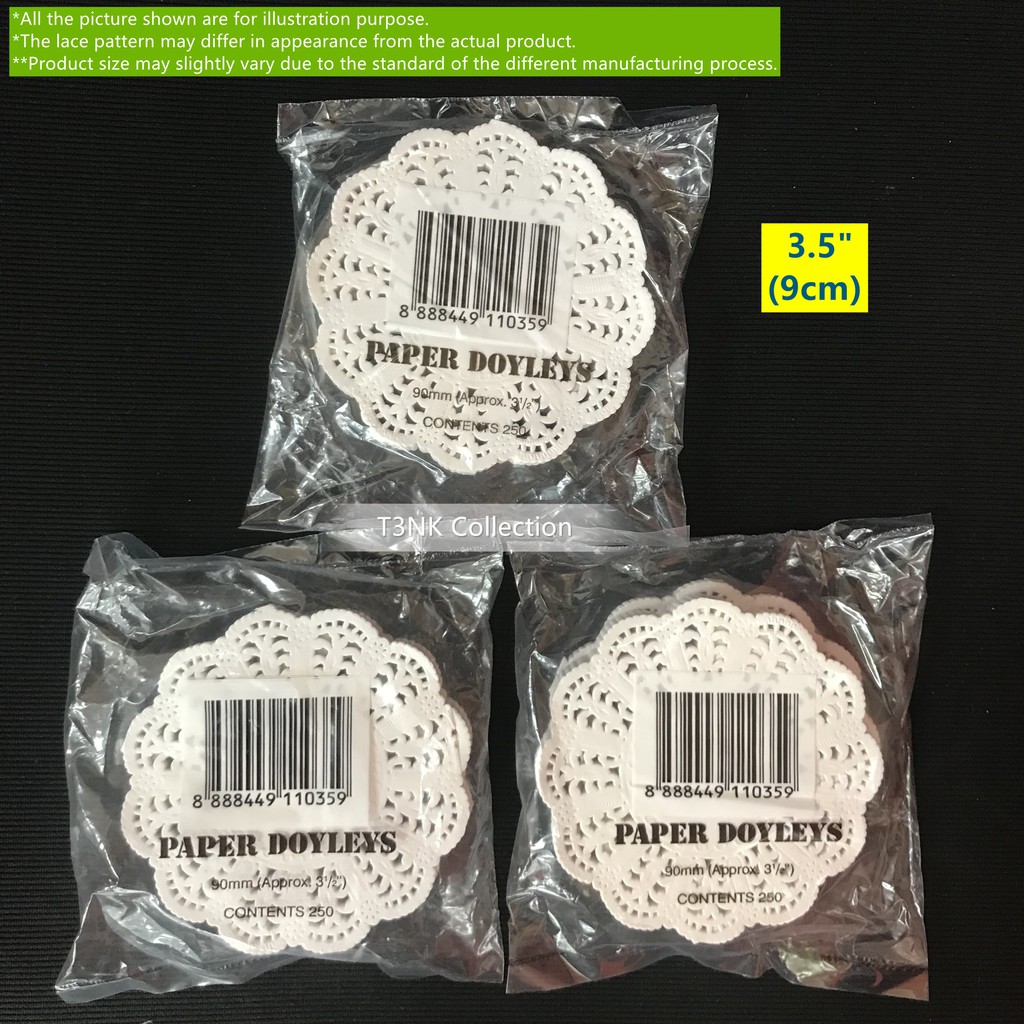 *All the picture shown are for illustration purpose.
*The lace pattern may differ in appearance from the actual product.
**Product size may slightly vary due to the standard of the different manufacturing process.
3.5"
(9cm)
8 888449 110359
PAPER DOYLEYS
90mm (Approx. 3½")
CONTENTS 250
T3NK Collection
8 888449 110359
PAPER DOYLEYS
90mm (Approx. 3½")
CONTENTS 250
8 888449 110359
PAPER DOYLEYS
90mm (Approx. 3½")
CONTENTS 250